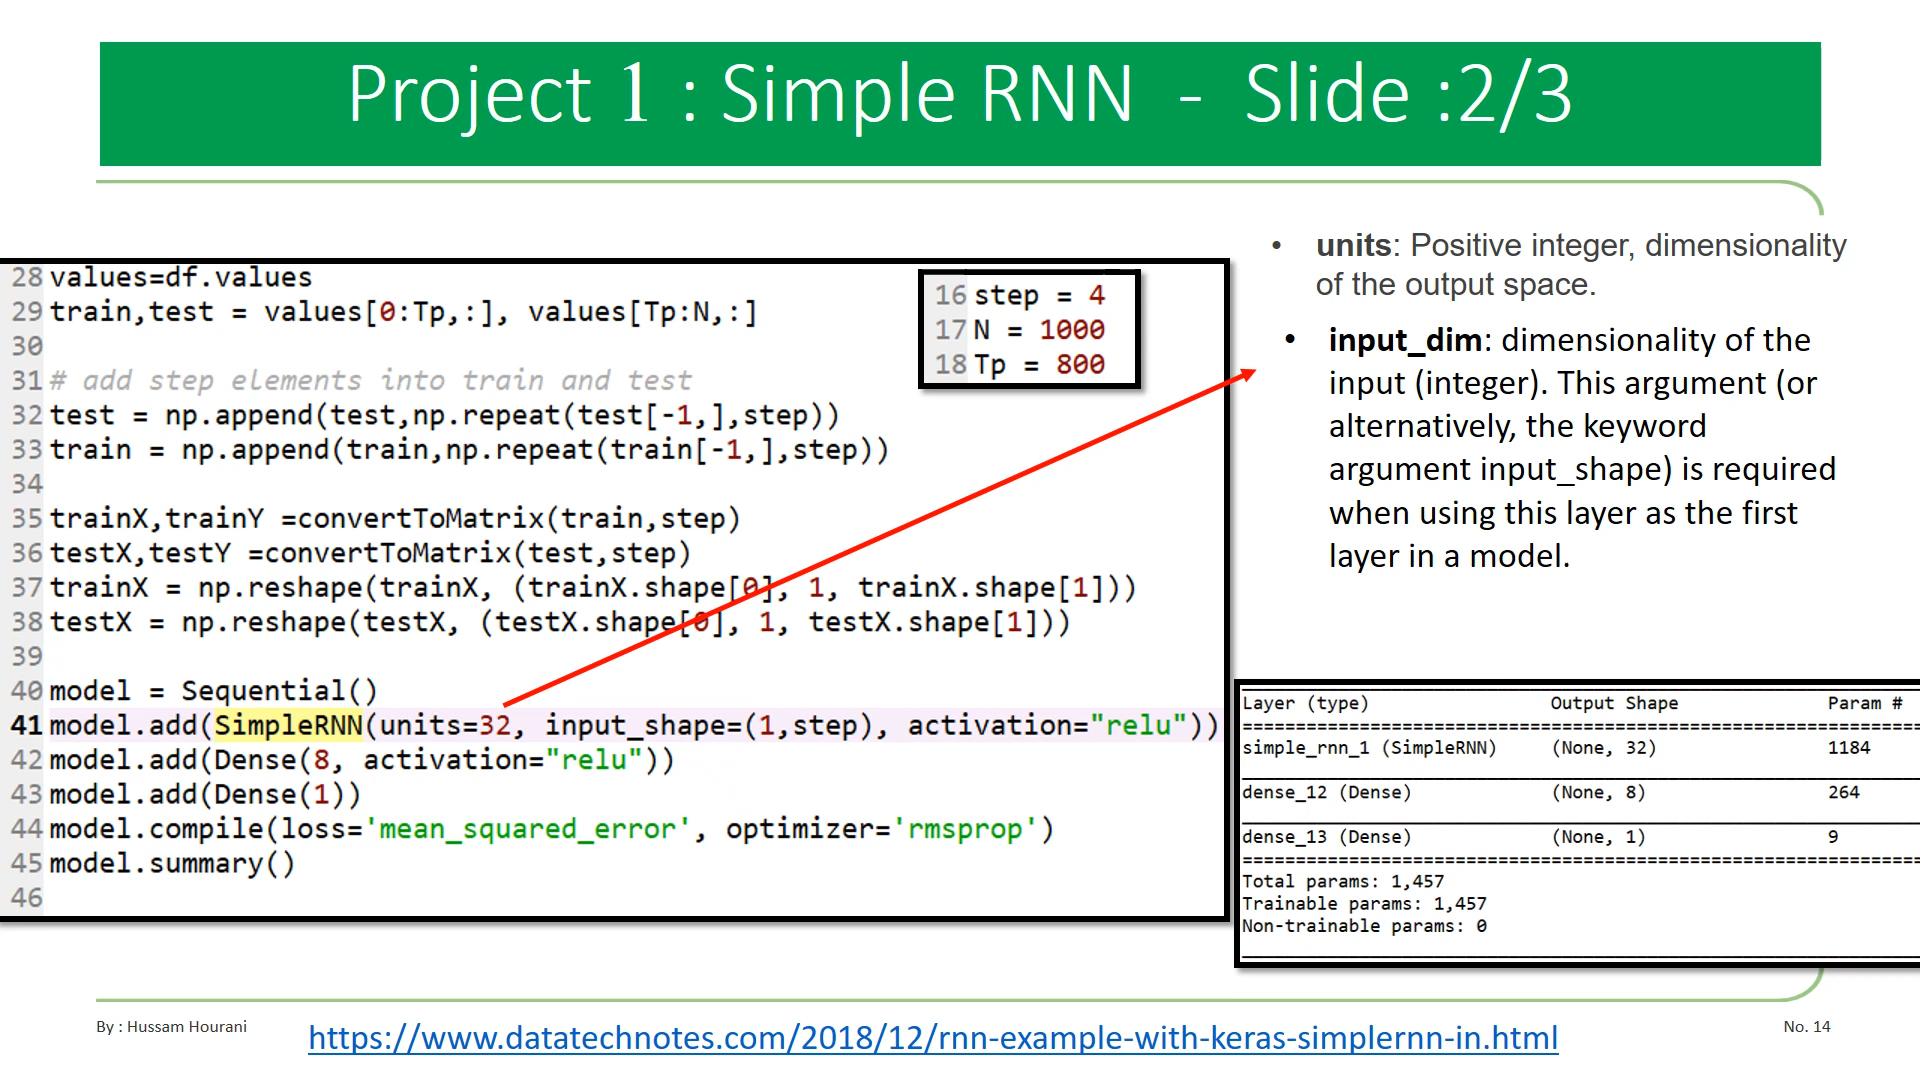 Project 1 : Simple RNN - Slide :2/3
28 values=df.values
29 train,test = values[0:Tp,:], values[Tp:N,:]
30
31 # add step elements into train and test
32 test = np.append(test,np.repeat(test[-1,],step))
33 train = np.append(train,np.repeat(train[-1,],step))
34
35 trainX,trainY =convertToMatrix(train,step)
36 testX,testY =convertToMatrix(test,step)
37 trainX = np.reshape(trainX, (trainX.shape[0], 1, trainX.shape[1]))
38 testX = np.reshape(testX, (testX.shape[0], 1, testX.shape[1]))
39
40 model = Sequential()
41 model.add(SimpleRNN(units=32, input_shape=(1,step), activation="relu"))
42 model.add(Dense(8, activation="relu"))
43 model.add(Dense(1))
44 model.compile(loss='mean_squared_error', optimizer='rmsprop')
45 model.summary()
46
16 step = 4
17 N = 1000
18 Tp = 800
• units: Positive integer, dimensionality
of the output space.
• input_dim: dimensionality of the
input (integer). This argument (or
alternatively, the keyword
argument input_shape) is required
when using this layer as the first
layer in a model.
Layer (type) Output Shape Param #
simple_rnn_1 (SimpleRNN) (None, 32) 1184
dense_12 (Dense) (None, 8) 264
dense_13 (Dense) (None, 1) 9
Total params: 1,457
Trainable params: 1,457
Non-trainable params: 0
By : Hussam Hourani
https://www.datatechnotes.com/2018/12/rnn-example-with-keras-simplernn-in.html
No. 14